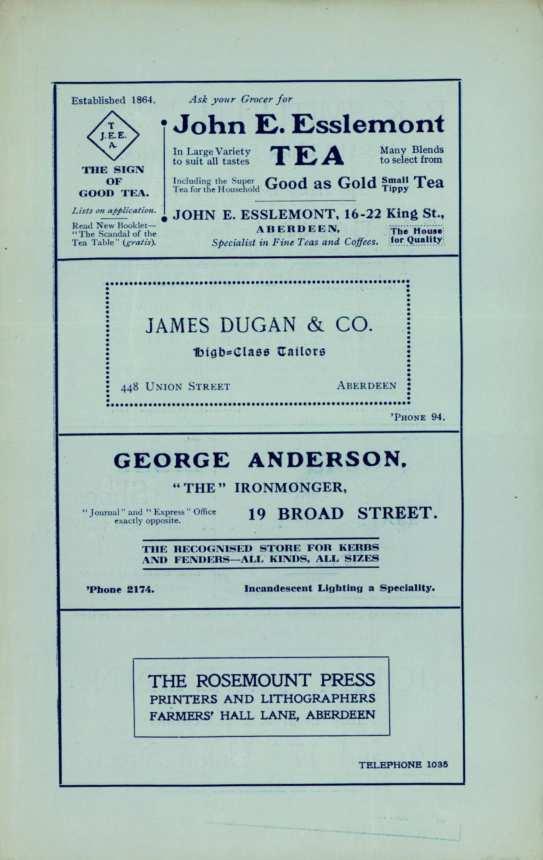 Established 1864.
Ask your Grocer for
T
J.E.E.
A.
THE SIGN
OF
GOOD TEA.
Lists on application.
Read New Booklet—
"The Scandal of the
Tea Table" (gratis).
John E. Esslemont
In Large Variety
to suit all tastes
TEA
Many Blends
to select from
Including the Super
Tea for the Household
Good as Gold Small Tippy Tea
JOHN E. ESSLEMONT, 16-22 King St.,
ABERDEEN,
Specialist in Fine Teas and Coffees.
The House
for Quality
JAMES DUGAN & CO.
High-Class Tailors
448 UNION STREET
ABERDEEN
'PHONE 94.
GEORGE ANDERSON,
"THE" IRONMONGER,
"Journal" and "Express" Office
exactly opposite.
19 BROAD STREET.
THE RECOGNISED STORE FOR KERBS
AND FENDERS—ALL KINDS, ALL SIZES
'Phone 2174.
Incandescent Lighting a Speciality.
THE ROSEMOUNT PRESS
PRINTERS AND LITHOGRAPHERS
FARMERS' HALL LANE, ABERDEEN
TELEPHONE 1035